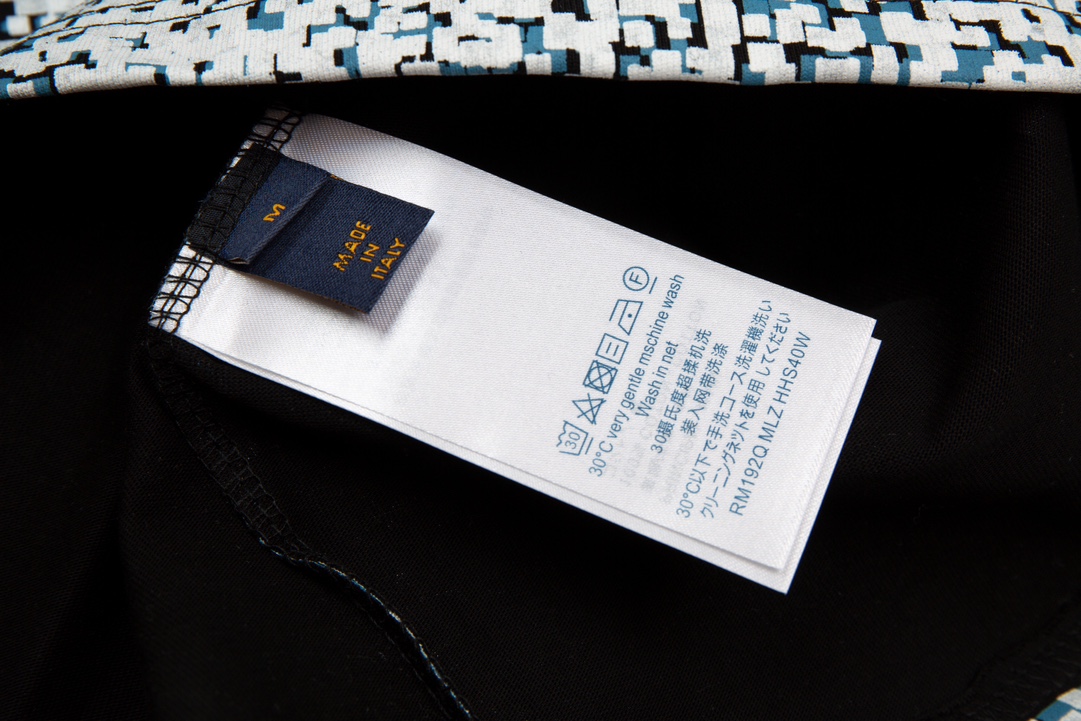 M
MADE
IN
ITALY
F
30
30°C very gentle mschine wash
Wash in net
30摄氏度超揉机洗
装入网带洗涤
30°C以下で手洗コース洗濯機洗い
クリーニングネットを使用してください
RM192Q MLZ HHS40W